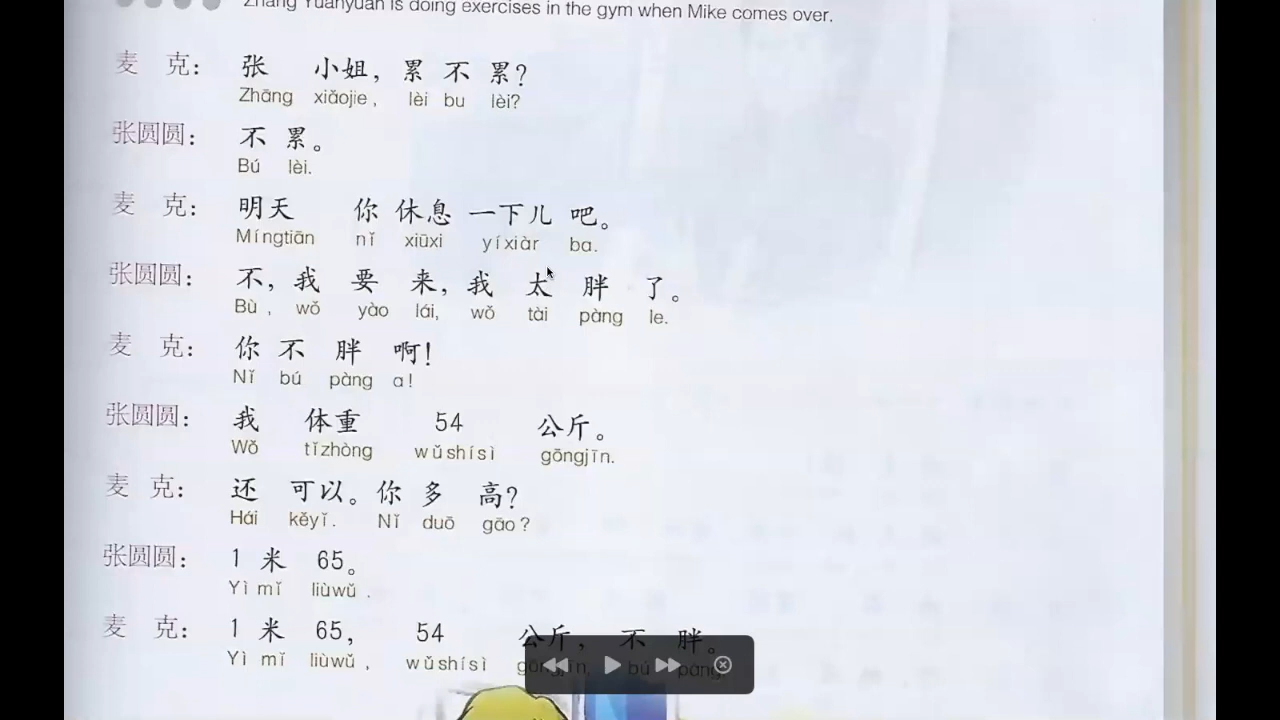 Zhang Yuanyuan is doing exercises in the gym when Mike comes over.
麦 克： 张 小姐，累 不 累？
Zhāng xiǎojie, lèi bu lèi?
张圆圆： 不 累。
Bú lèi.
麦 克： 明天 你 休息 一下儿 吧。
Míngtiān nǐ xiūxi yíxiàr ba.
张圆圆： 不，我 要 来，我 太 胖 了。
Bù, wǒ yào lái, wǒ tài pàng le.
麦 克： 你 不 胖 啊！
Nǐ bú pàng a!
张圆圆： 我 体重 54 公斤。
Wǒ tǐzhòng wǔshísì gōngjīn.
麦 克： 还 可以。你 多 高？
Hái kěyǐ. Nǐ duō gāo?
张圆圆： 1 米 65。
Yì mǐ liùwǔ.
麦 克： 1 米 65， 54 公斤，不 胖。
Yì mǐ liùwǔ, wǔshísì gōngjīn, bú pàng.